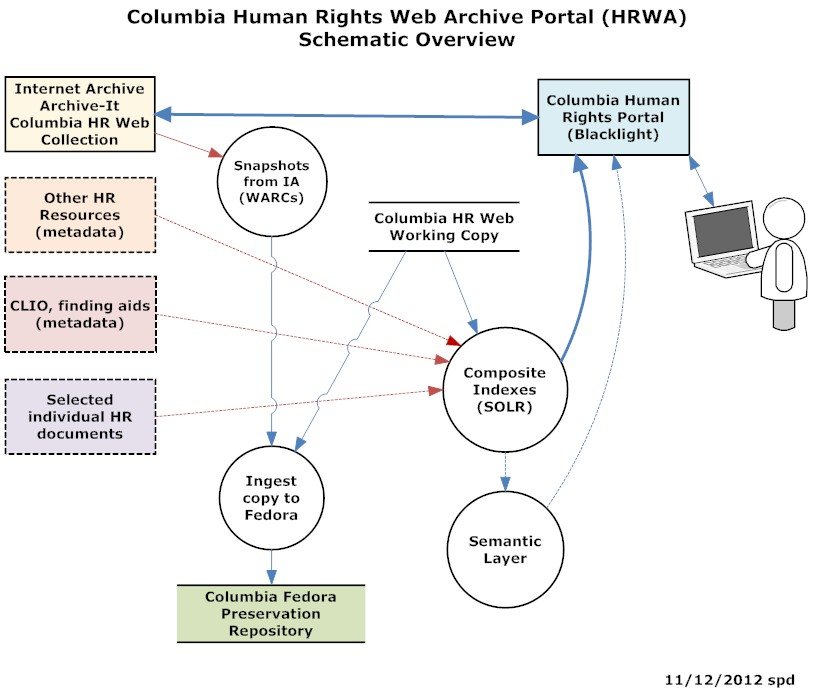 Columbia Human Rights Web Archive Portal (HRWA)
Schematic Overview
Internet Archive
Archive-It
Columbia HR Web
Collection
Columbia Human
Rights Portal
(Blacklight)
Snapshots
from IA
(WARCs)
Other HR
Resources
(metadata)
Columbia HR Web
Working Copy
CLIO, finding aids
(metadata)
Composite
Indexes
(SOLR)
Selected
individual HR
documents
Ingest
copy to
Fedora
Semantic
Layer
Columbia Fedora
Preservation
Repository
11/12/2012 spd